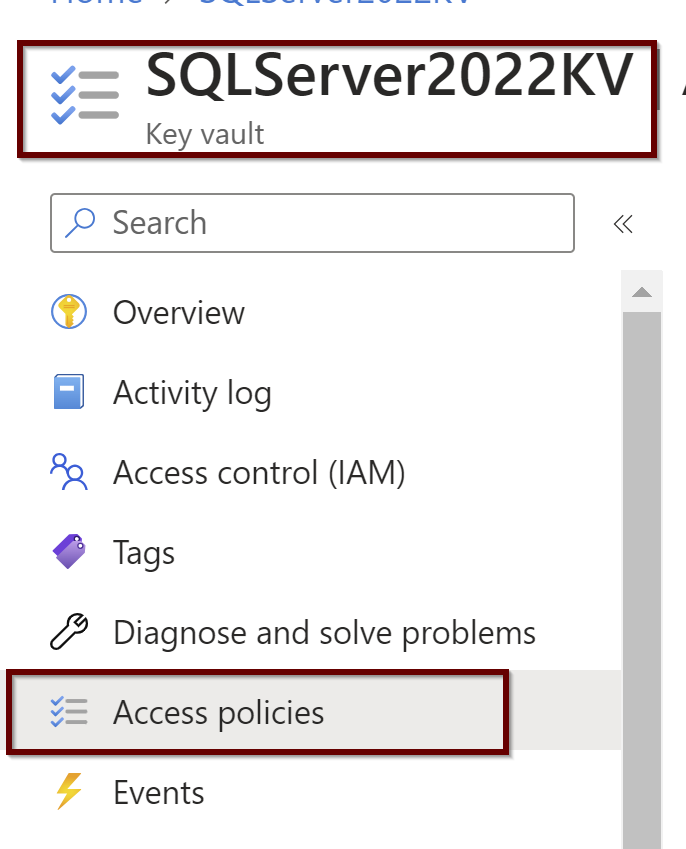 SQLServer2022KV
Key vault
Search
Overview
Activity log
Access control (IAM)
Tags
Diagnose and solve problems
Access policies
Events